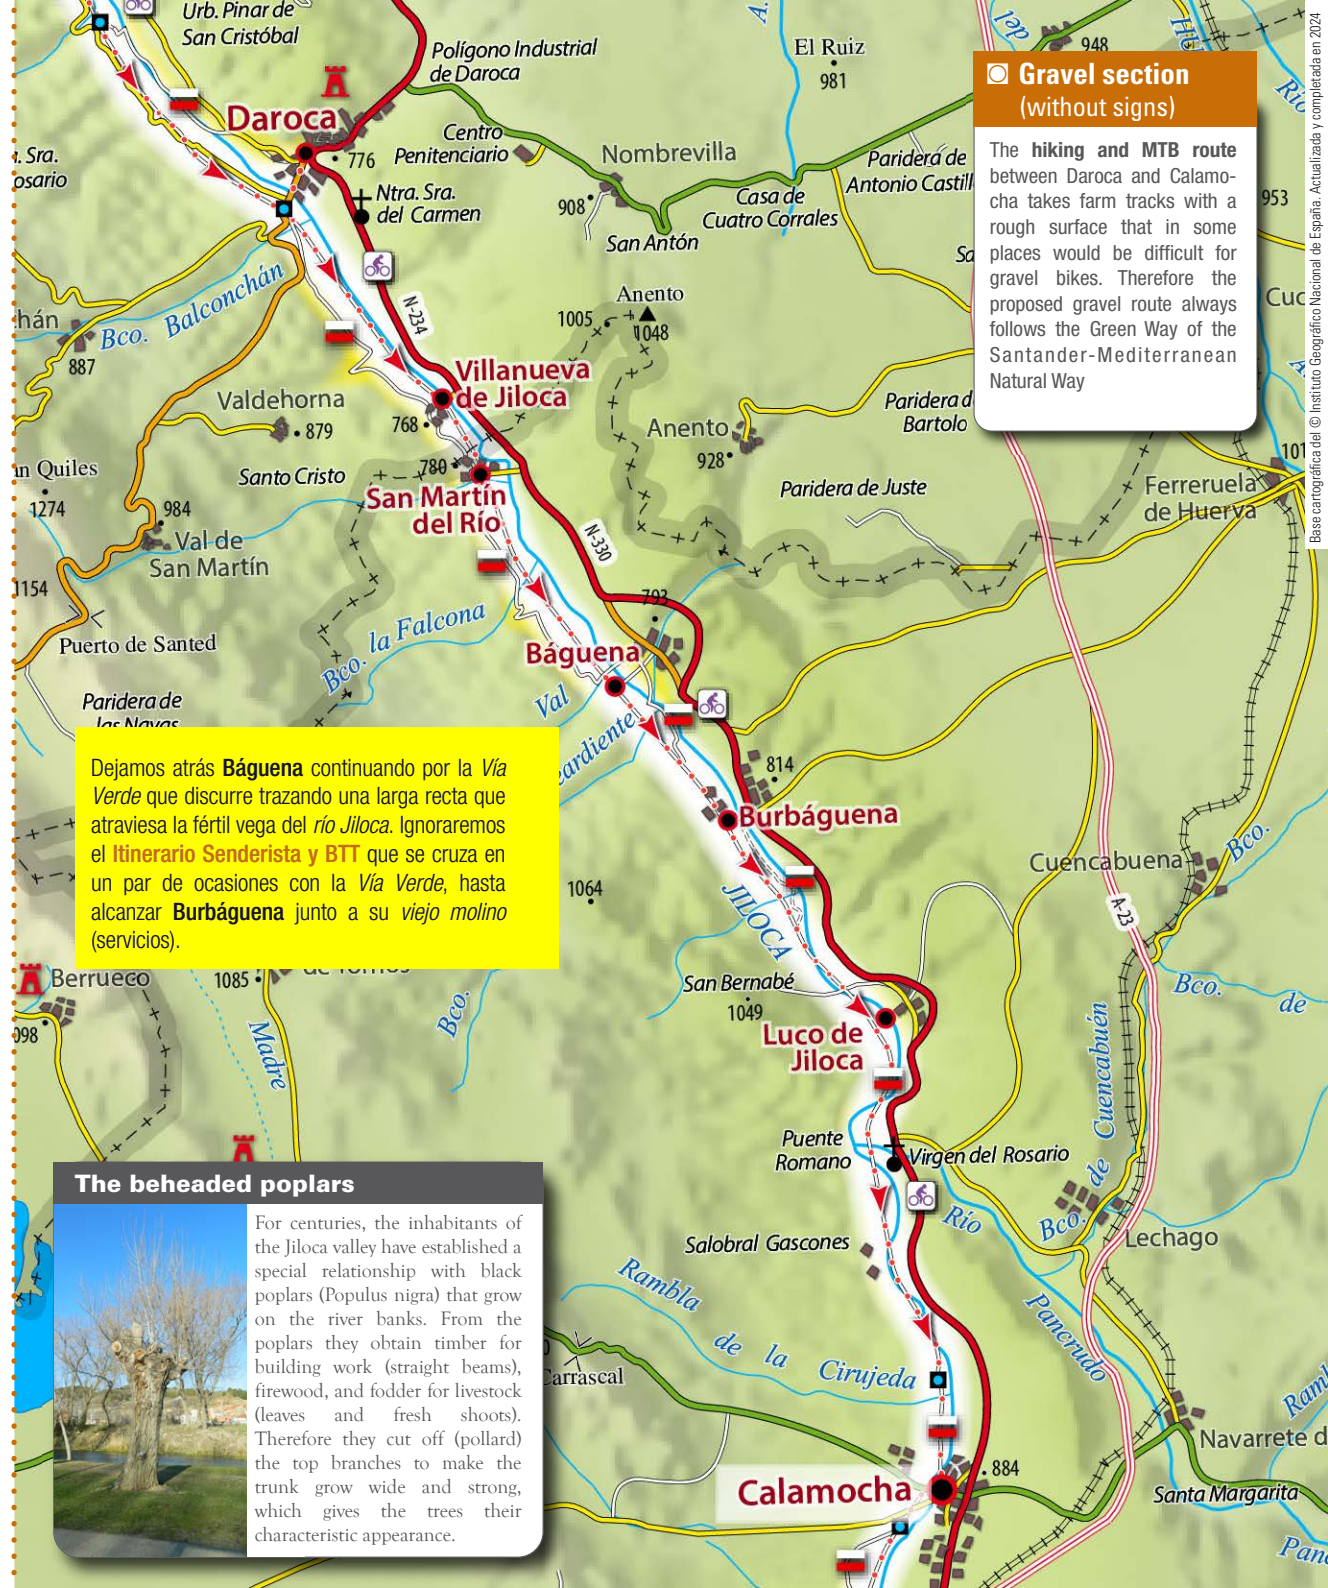 Urb. Pinar de
San Cristóbal
Polígono Industrial
de Daroca
A.
El Ruiz
981
del
948
Río
Daroca
776
Centro
Penitenciario
Nombrevilla
908
San Antón
Casa de
Cuatro Corrales
Paridera de
Antonio Castill
Ntra. Sra.
del Carmen
. Sra.
osario
953
Gravel section
(without signs)
The hiking and MTB route
between Daroca and Calamo-
cha takes farm tracks with a
rough surface that in some
places would be difficult for
gravel bikes. Therefore the
proposed gravel route always
follows the Green Way of the
Santander-Mediterranean
Natural Way
Base cartográfica del © Instituto Geográfico Nacional de España. Actualizada y completada en 2024
hán
887
Bco. Balconchán
N-234
Anento
1005
1048
Cuc
A.
Villanueva
de Jiloca
768
Valdehorna
879
Anento
928
Paridera d
Bartolo
n Quiles
1274
Santo Cristo
780
San Martín
del Río
984
Val de
San Martín
Paridera de Juste
101
Ferreruela
de Huerva
N-330
1154
Puerto de Santed
Bco. la Falcona
793
Báguena
Val
eardiente
Paridera de
las Navas
Dejamos atrás Báguena continuando por la Vía
Verde que discurre trazando una larga recta que
atraviesa la fértil vega del río Jiloca. Ignoraremos
el Itinerario Senderista y BTT que se cruza en
un par de ocasiones con la Vía Verde, hasta
alcanzar Burbáguena junto a su viejo molino
(servicios).
814
Burbáguena
1064
JILOCA
Cuencabuena
Bco.
A-23
Berrueco
1085
098
Madre
Bco.
San Bernabé
1049
Luco de
Jiloca
Bco. de
Bco. de Cuencabuén
Puente
Romano
Virgen del Rosario
Río Pancrudo
Lechago
Salobral Gascones
Rambla de la Cirujeda
Carrascal
The beheaded poplars
For centuries, the inhabitants of
the Jiloca valley have established a
special relationship with black
poplars (Populus nigra) that grow
on the river banks. From the
poplars they obtain timber for
building work (straight beams),
firewood, and fodder for livestock
(leaves and fresh shoots).
Therefore they cut off (pollard)
the top branches to make the
trunk grow wide and strong,
which gives the trees their
characteristic appearance.
Calamocha
884
Navarrete d
Santa Margarita
Ramb
Panc